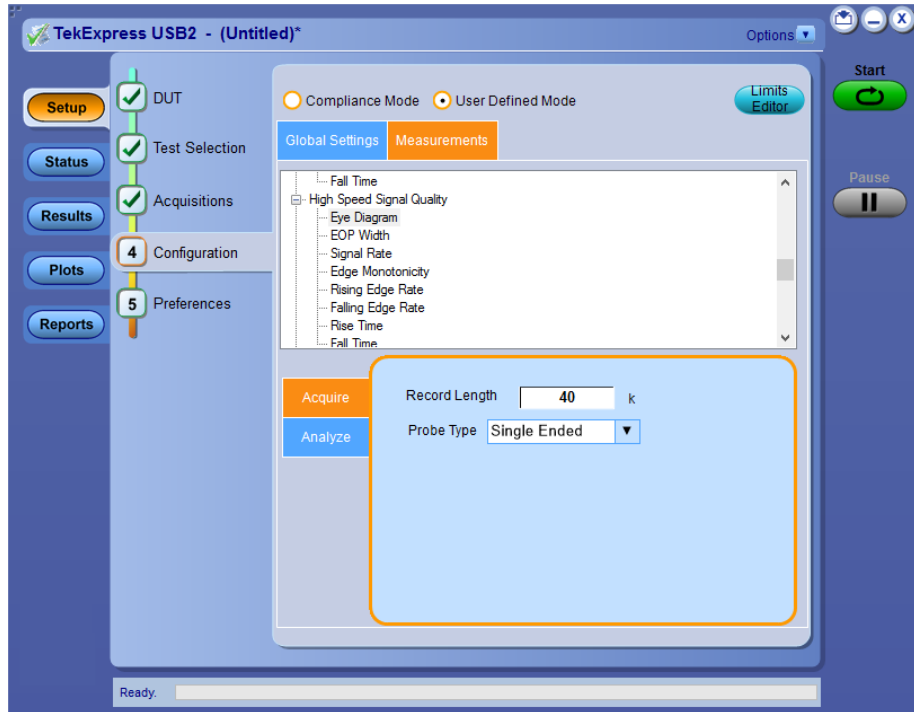 TekExpress USB2 - (Untitled)*
Options
Start
Pause
Setup
Status
Results
Plots
Reports
DUT
Test Selection
Acquisitions
4 Configuration
5 Preferences
Compliance Mode
User Defined Mode
Limits
Editor
Global Settings
Measurements
Fall Time
High Speed Signal Quality
Eye Diagram
EOP Width
Signal Rate
Edge Monotonicity
Rising Edge Rate
Falling Edge Rate
Rise Time
Fall Time
Acquire
Analyze
Record Length 40 k
Probe Type Single Ended
Ready.